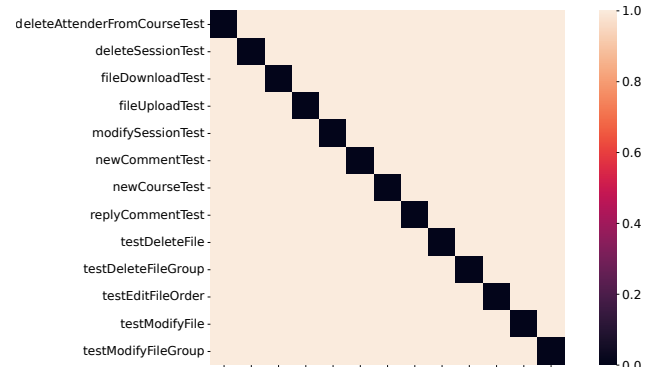 deleteAttenderFromCourseTest
deleteSessionTest
fileDownloadTest
fileUploadTest
modifySessionTest
newCommentTest
newCourseTest
replyCommentTest
testDeleteFile
testDeleteFileGroup
testEditFileOrder
testModifyFile
testModifyFileGroup
1.0
0.8
0.6
0.4
0.2
0.0